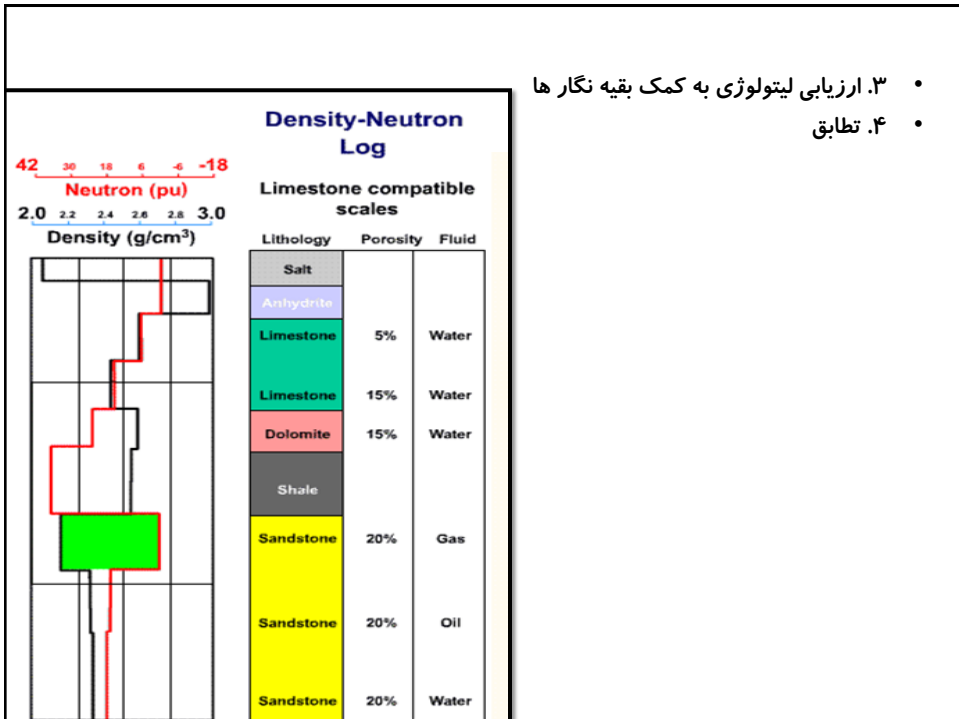 • ۳. ارزیابی لیتولوژی به کمک بقیه نگار ها
• ۴. تطابق
Density-Neutron
Log
42 30 18 6 -6 -18
Neutron (pu)
2.0 2.2 2.4 2.6 2.8 3.0
Density (g/cm³)
Limestone compatible
scales
Lithology Porosity Fluid
Salt
Anhydrite
Limestone 5% Water
Limestone 15% Water
Dolomite 15% Water
Shale
Sandstone 20% Gas
Sandstone 20% Oil
Sandstone 20% Water